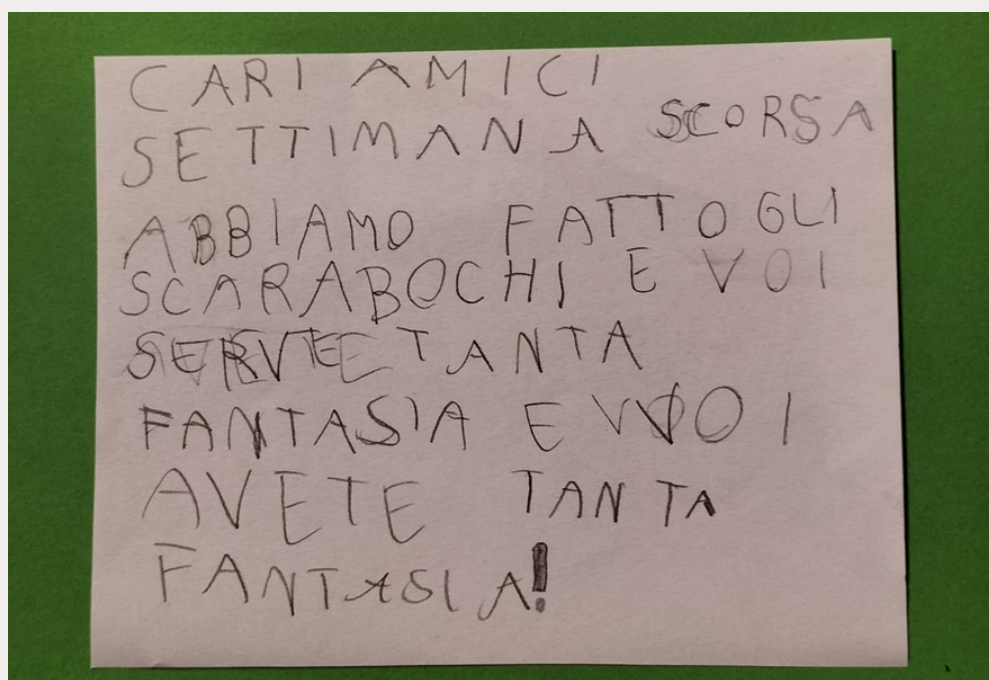 CARI AMICI
SETTIMANA SCORSA
ABBIAMO FATTO GLI
SCARABOCHI E VOI
SERVE TANTA
FANTASIA E VOI
AVETE TANTA
FANTASIA!